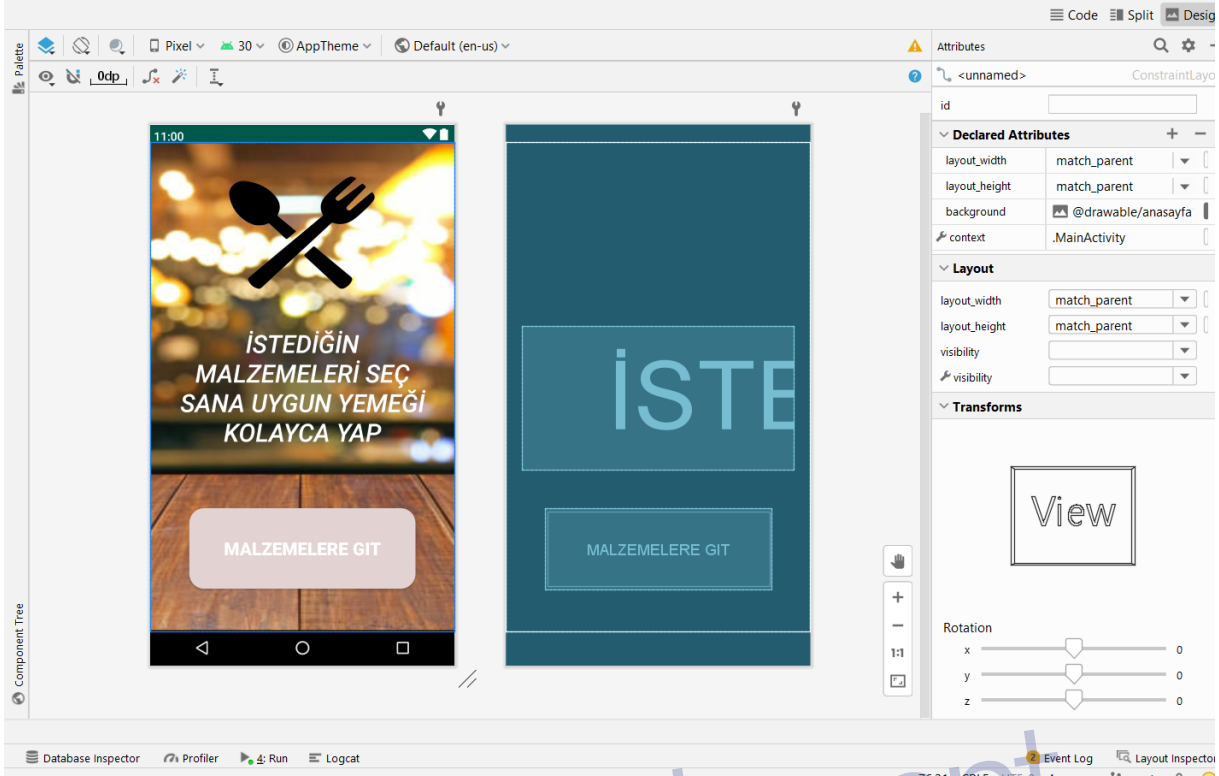 Code Split Desig
Palette
Pixel 30 AppTheme Default (en-us)
0dp
Attributes
<unnamed> ConstraintLayo
id
Declared Attributes
layout_width match_parent
layout_height match_parent
background @drawable/anasayfa
context .MainActivity
Layout
layout_width match_parent
layout_height match_parent
visibility
visibility
Transforms
View
Rotation
x 0
y 0
z 0
11:00
İSTEDİĞİN
MALZEMELERİ SEÇ
SANA UYGUN YEMEĞİ
KOLAYCA YAP
MALZEMELERE GIT
İSTE
MALZEMELERE GIT
1:1
Component Tree
Database Inspector Profiler 4: Run Logcat
2 Event Log Layout Inspector